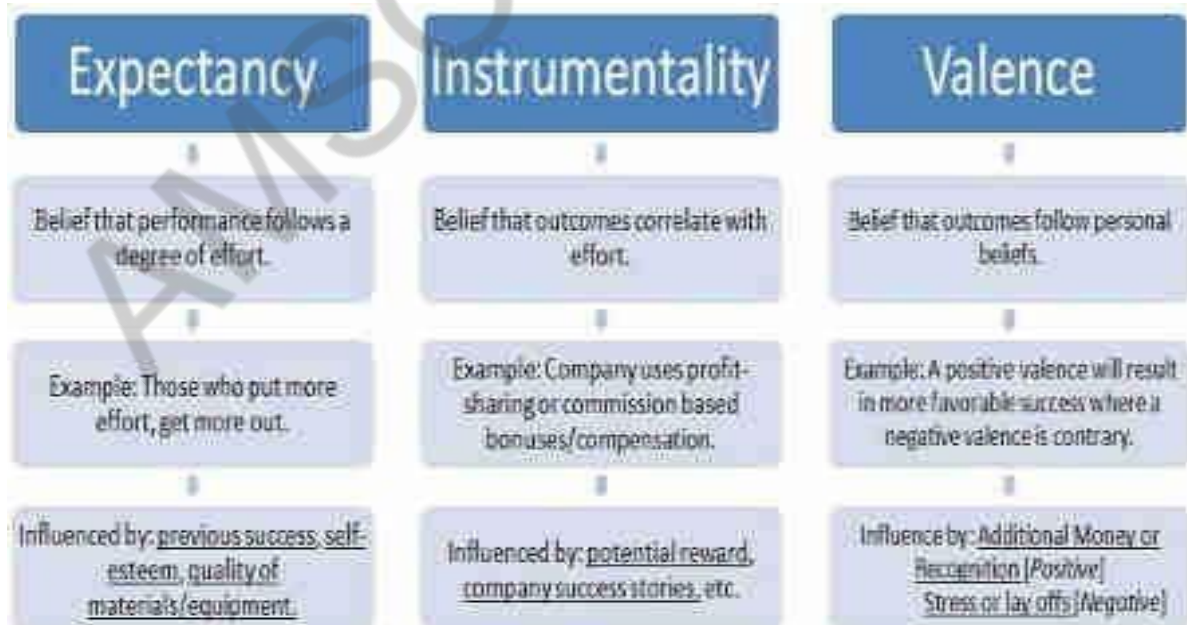 Expectancy
Belief that performance follows a
degree of effort.
Example: Those who put more
effort, get more out.
Influenced by: previous success, self-
esteem, quality of
materials/equipment.
Instrumentality
Belief that outcomes correlate with
effort.
Example: Company uses profit-
sharing or commission based
bonuses/compensation.
Influenced by: potential reward,
company success stories, etc.
Valence
Belief that outcomes follow personal
beliefs.
Example: A positive valence will result
in more favorable success where a
negative valence is contrary.
Influence by: Additional Money or
Recognition [Positive]
Stress or lay offs [Negative]